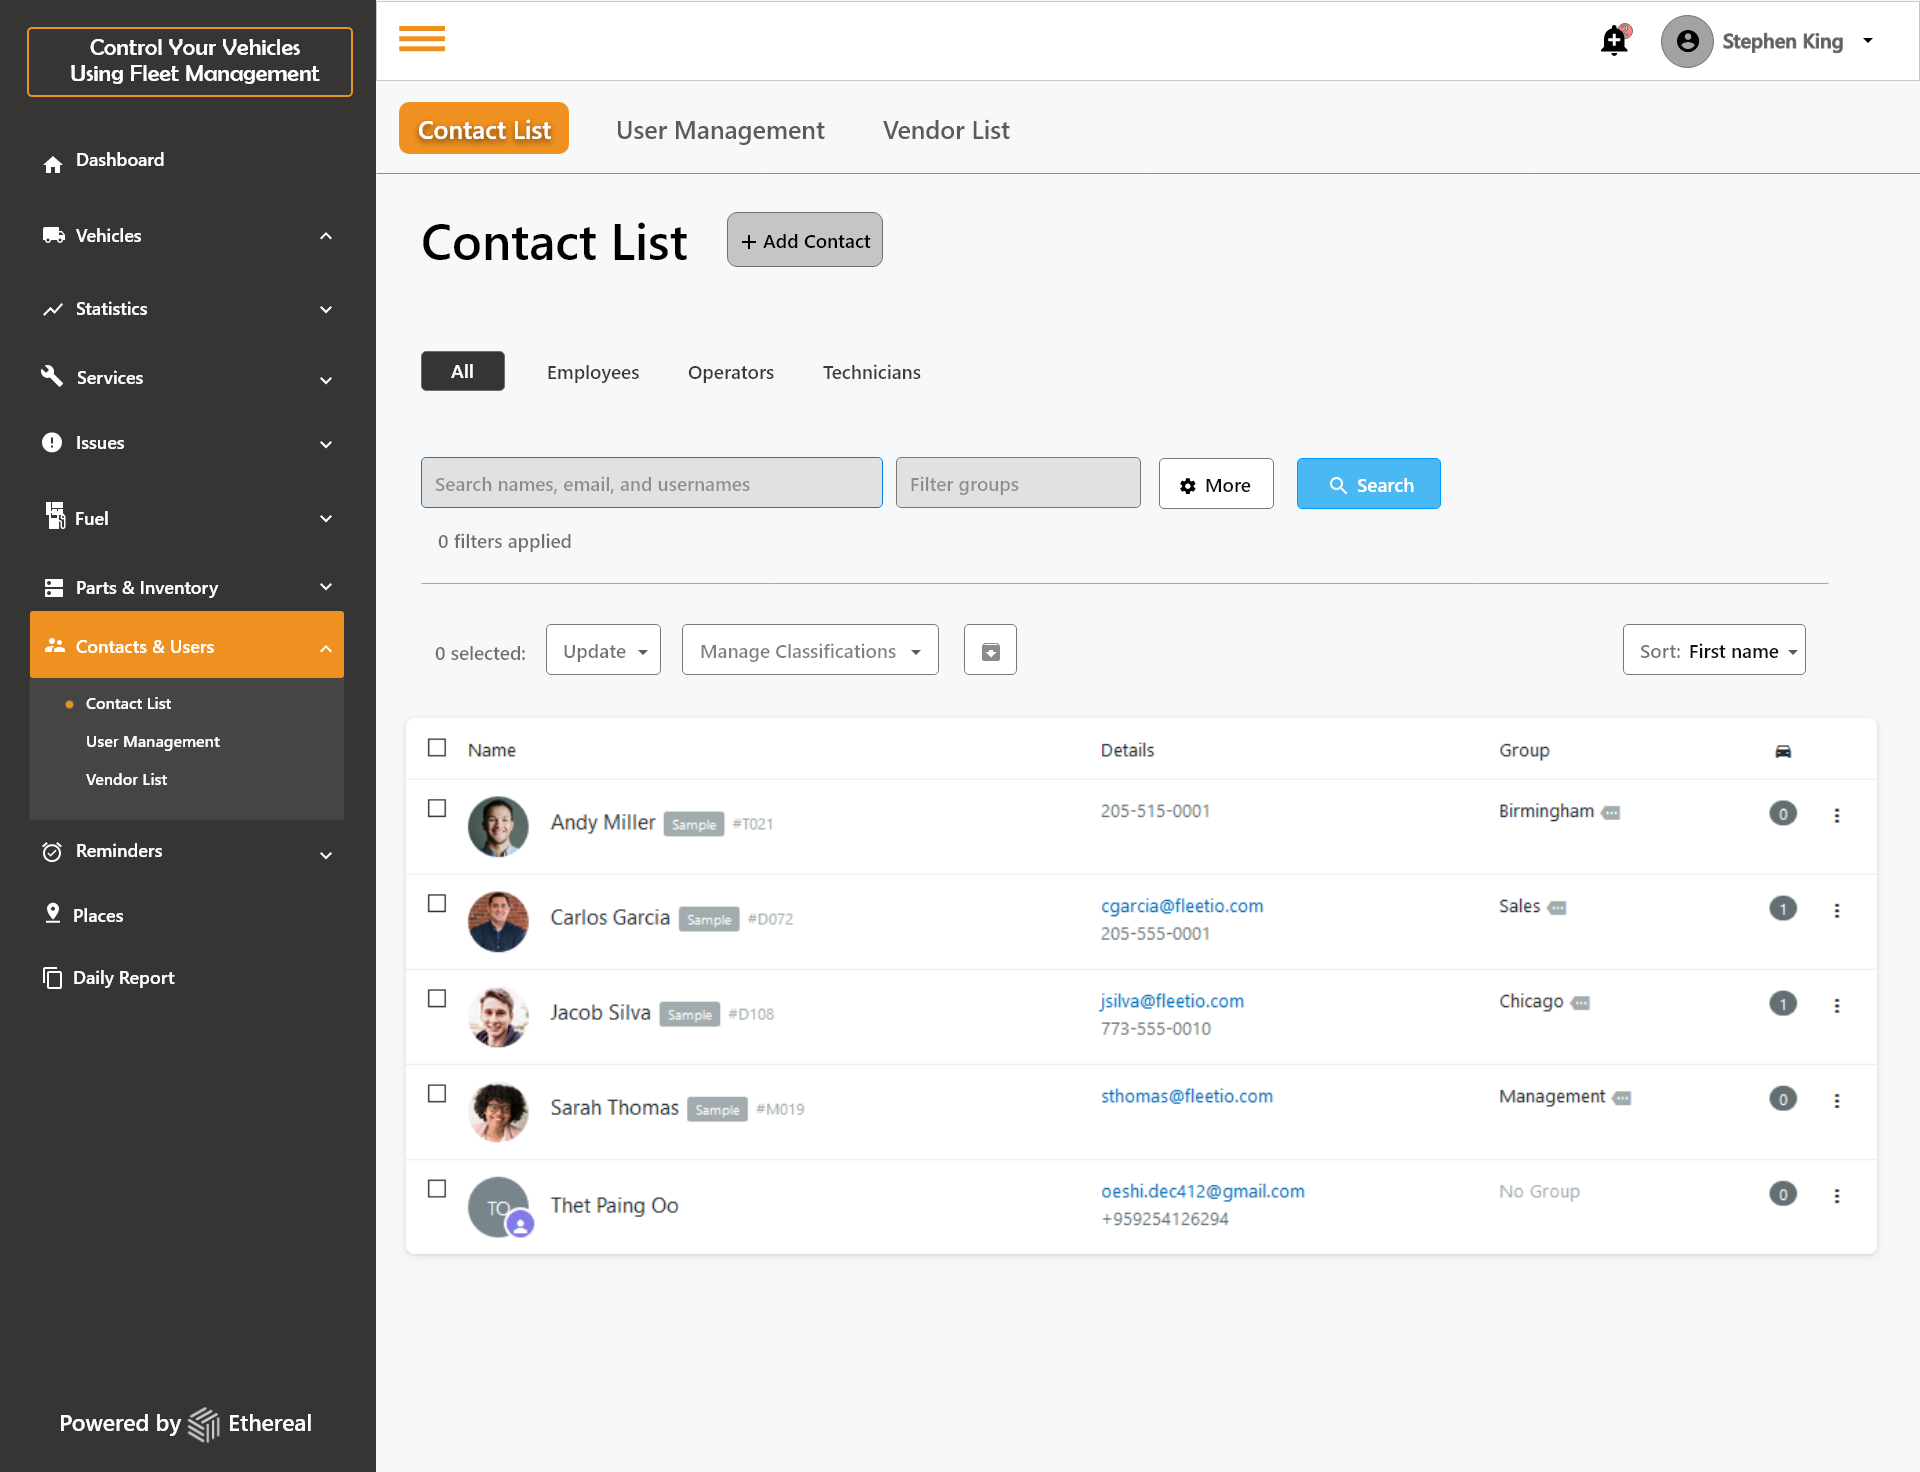 Control Your Vehicles
Using Fleet Management
Dashboard
Vehicles
Statistics
Services
Issues
Fuel
Parts & Inventory
Contacts & Users
Contact List
User Management
Vendor List
Reminders
Places
Daily Report
Powered by Ethereal
Stephen King
Contact List User Management Vendor List
Contact List + Add Contact
All Employees Operators Technicians
Search names, email, and usernames Filter groups More Search
0 filters applied
0 selected: Update Manage Classifications Sort: First name
Name Details Group
Andy Miller Sample #T021 205-515-0001 Birmingham 0
Carlos Garcia Sample #D072 cgarcia@fleetio.com Sales 1
205-555-0001
Jacob Silva Sample #D108 jsilva@fleetio.com Chicago 1
773-555-0010
Sarah Thomas Sample #M019 sthomas@fleetio.com Management 0
TO Thet Paing Oo oeshi.dec412@gmail.com No Group 0
+959254126294